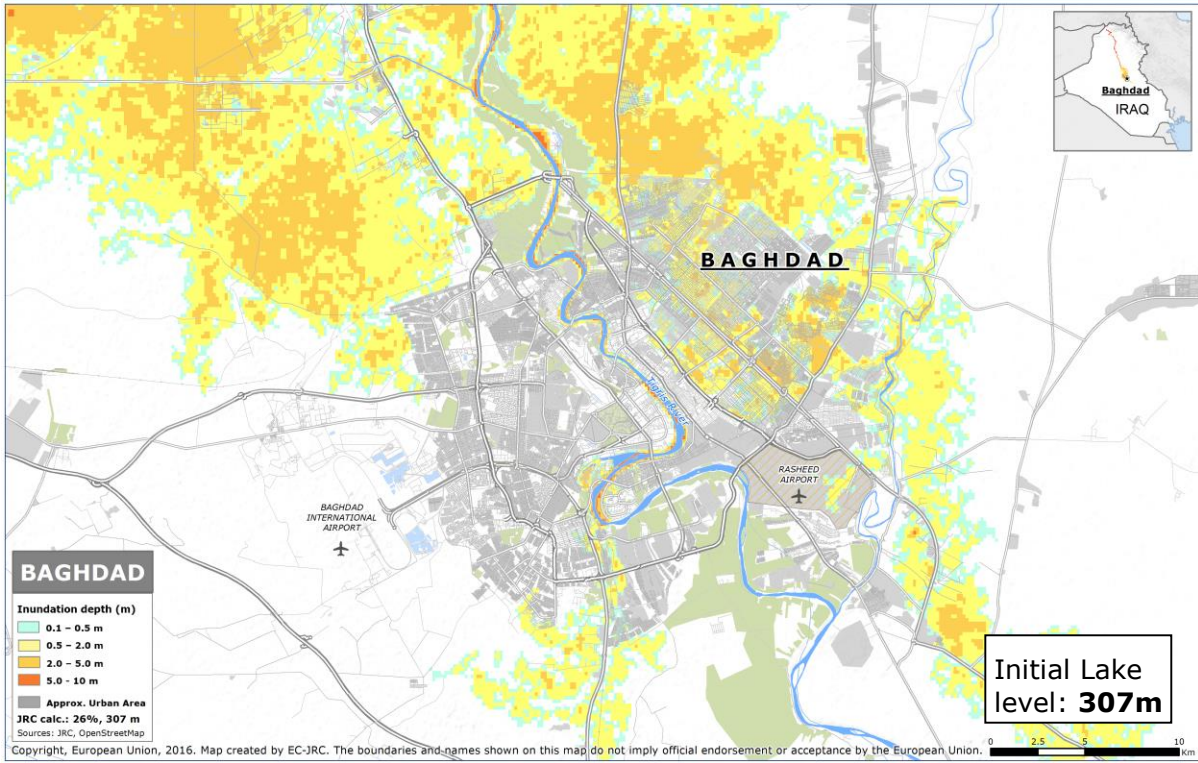 Baghdad
IRAQ
BAGHDAD
Tigris River
RASHEED
AIRPORT
BAGHDAD
INTERNATIONAL
AIRPORT
BAGHDAD
Inundation depth (m)
0.1 – 0.5 m
0.5 – 2.0 m
2.0 – 5.0 m
5.0 - 10 m
Approx. Urban Area
JRC calc.: 26%, 307 m
Sources: JRC, OpenStreetMap
Initial Lake
level: 307m
Copyright, European Union, 2016. Map created by EC-JRC. The boundaries and names shown on this map do not imply official endorsement or acceptance by the European Union.
0 2.5 5 10
Km